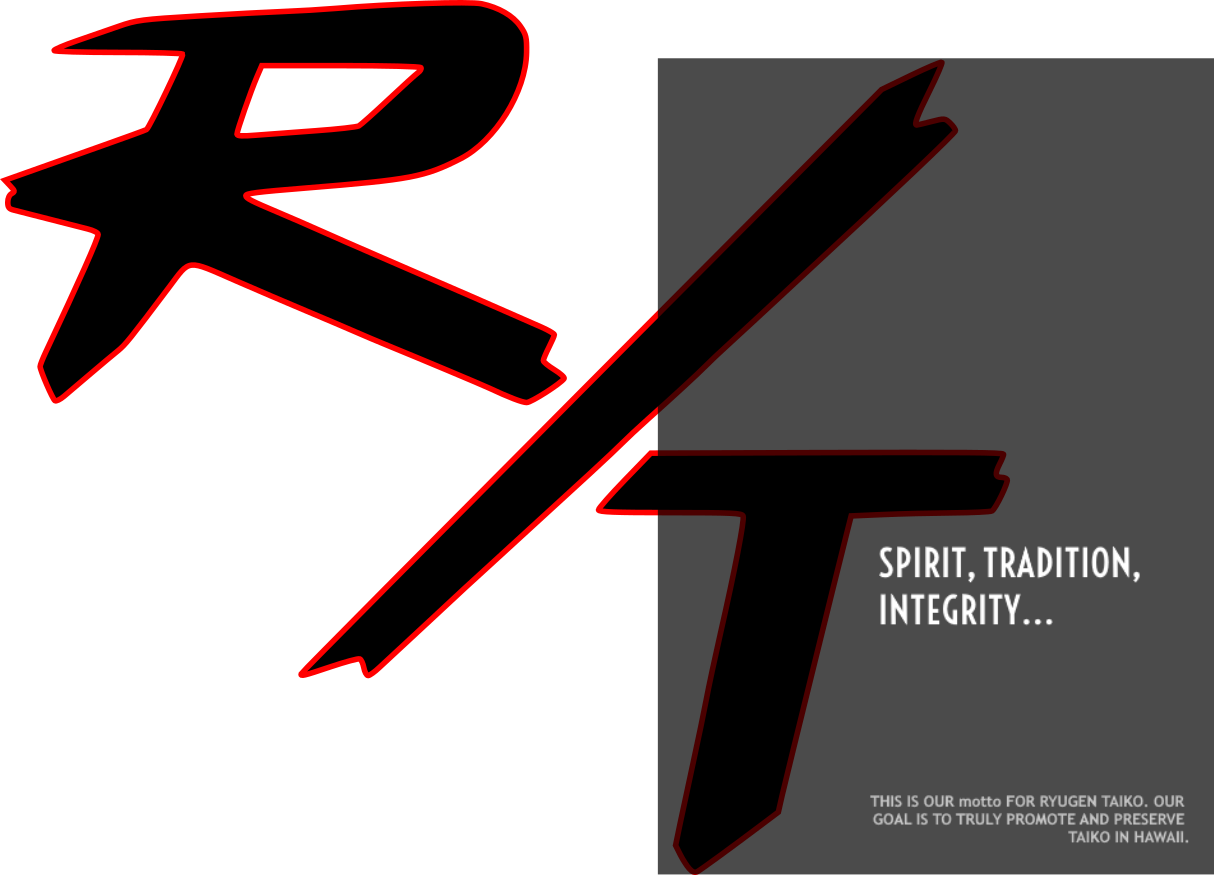 R/T
SPIRIT, TRADITION,
INTEGRITY...
THIS IS OUR motto FOR RYUGEN TAIKO. OUR
GOAL IS TO TRULY PROMOTE AND PRESERVE
TAIKO IN HAWAII.